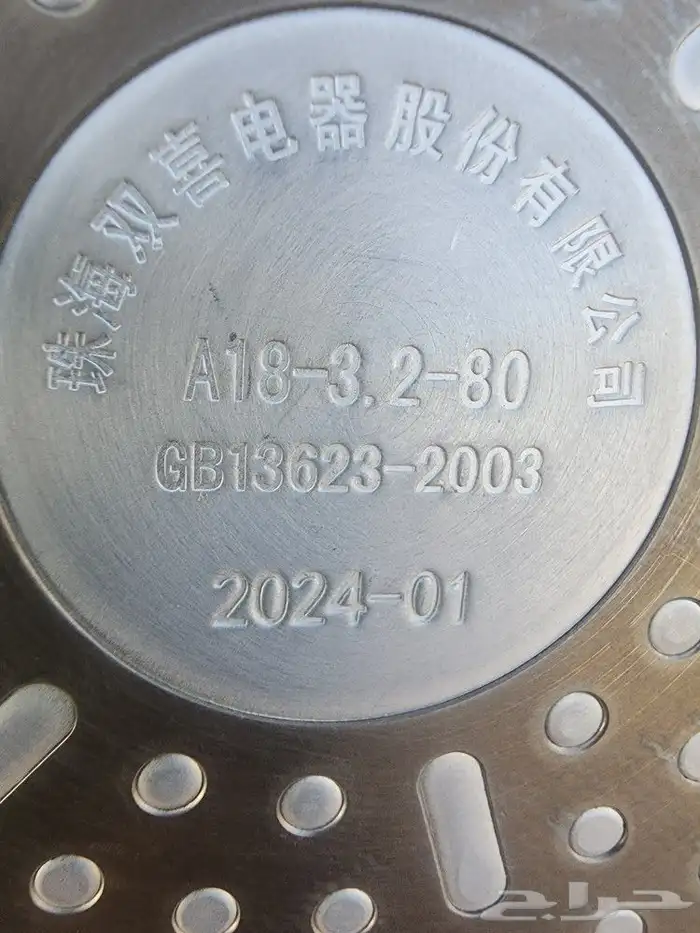 珠海双喜电器股份有限公司
A18-3.2-80
GB13623-2003
2024-01
حراج